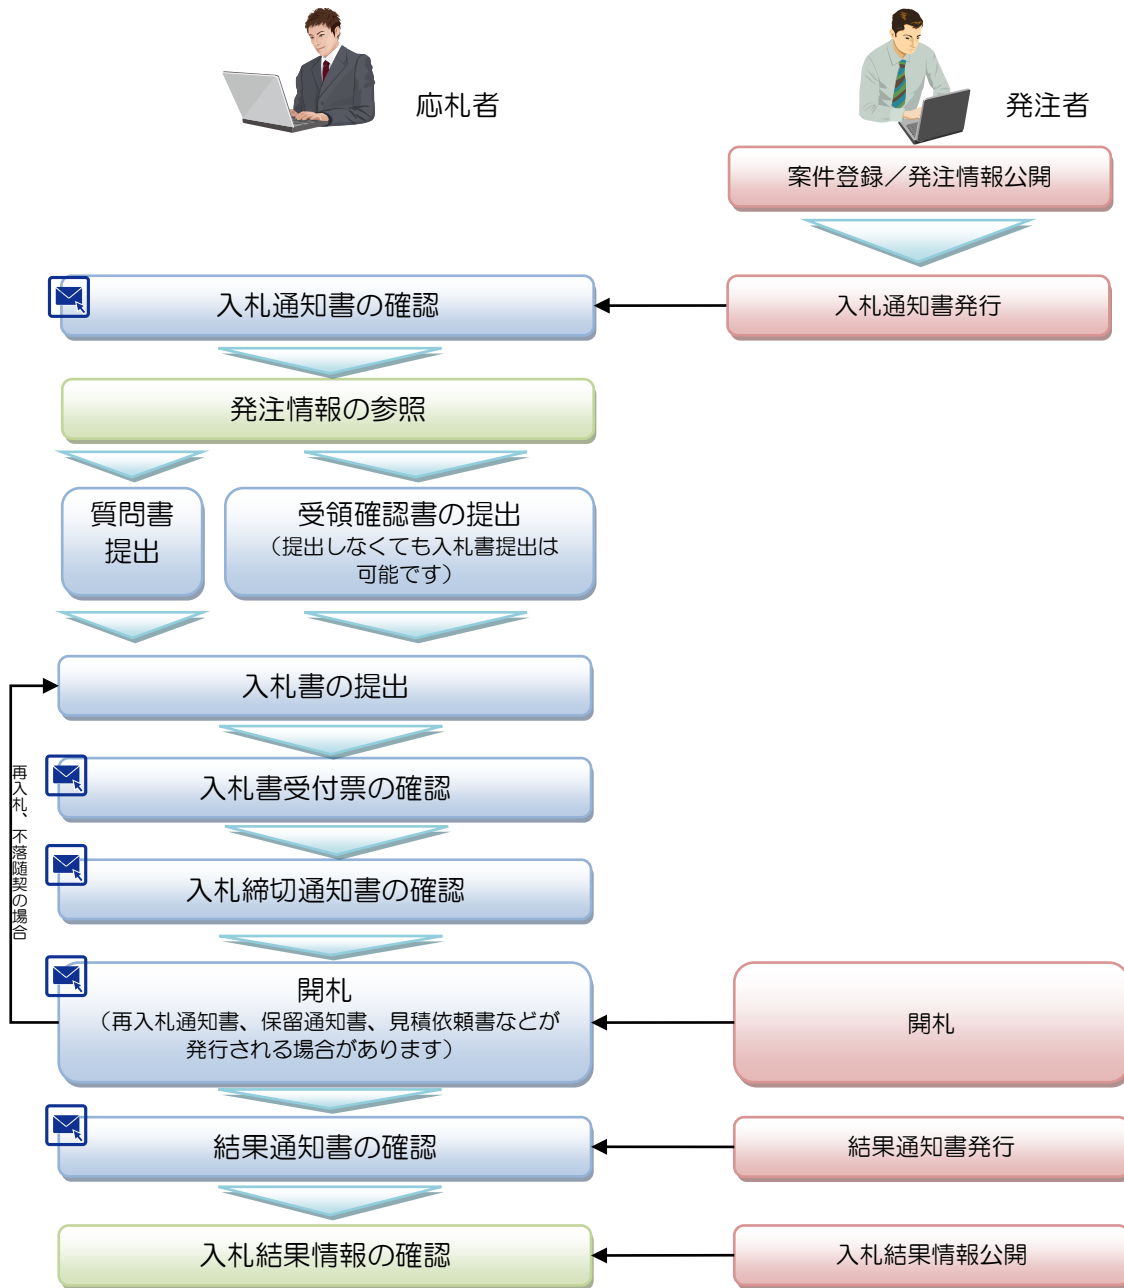 応札者
発注者
案件登録／発注情報公開
入札通知書の確認
入札通知書発行
発注情報の参照
質問書
提出
受領確認書の提出
（提出しなくても入札書提出は
可能です）
入札書の提出
再入札、不落随契の場合
入札書受付票の確認
入札締切通知書の確認
開札
（再入札通知書、保留通知書、見積依頼書などが
発行される場合があります）
開札
結果通知書の確認
結果通知書発行
入札結果情報の確認
入札結果情報公開